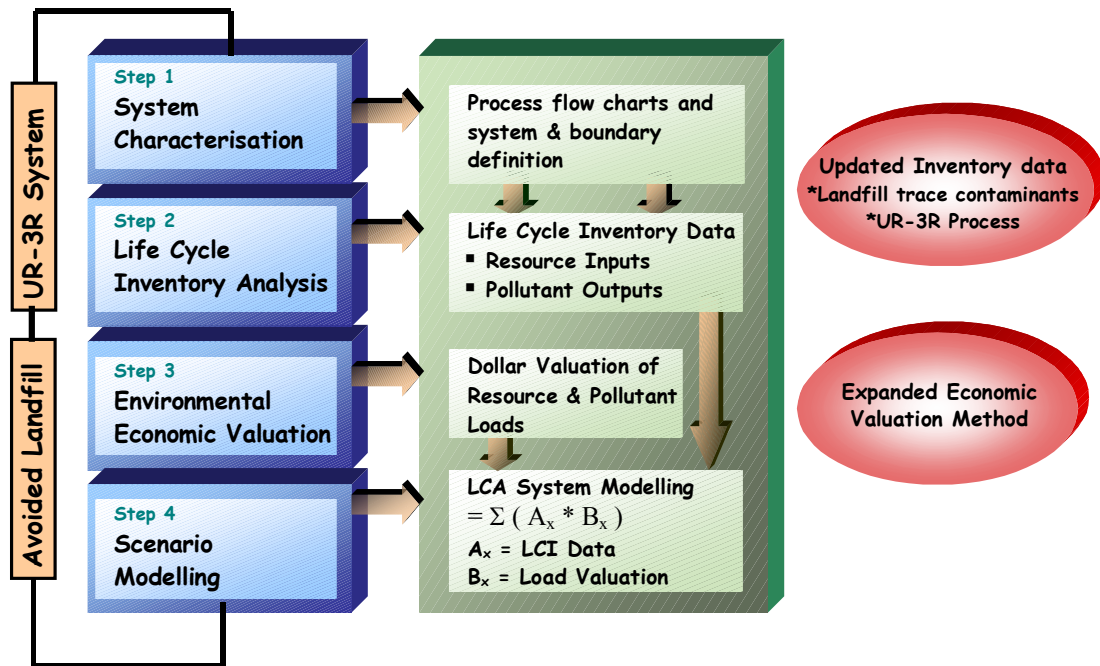 UR-3R System
Avoided Landfill
Step 1
System
Characterisation
Step 2
Life Cycle
Inventory Analysis
Step 3
Environmental
Economic Valuation
Step 4
Scenario
Modelling
Process flow charts and
system & boundary
definition
Life Cycle Inventory Data
▪ Resource Inputs
▪ Pollutant Outputs
Dollar Valuation of
Resource & Pollutant
Loads
LCA System Modelling
= Σ ( Aₓ * Bₓ )
Aₓ = LCI Data
Bₓ = Load Valuation
Updated Inventory data
*Landfill trace contaminants
*UR-3R Process
Expanded Economic
Valuation Method